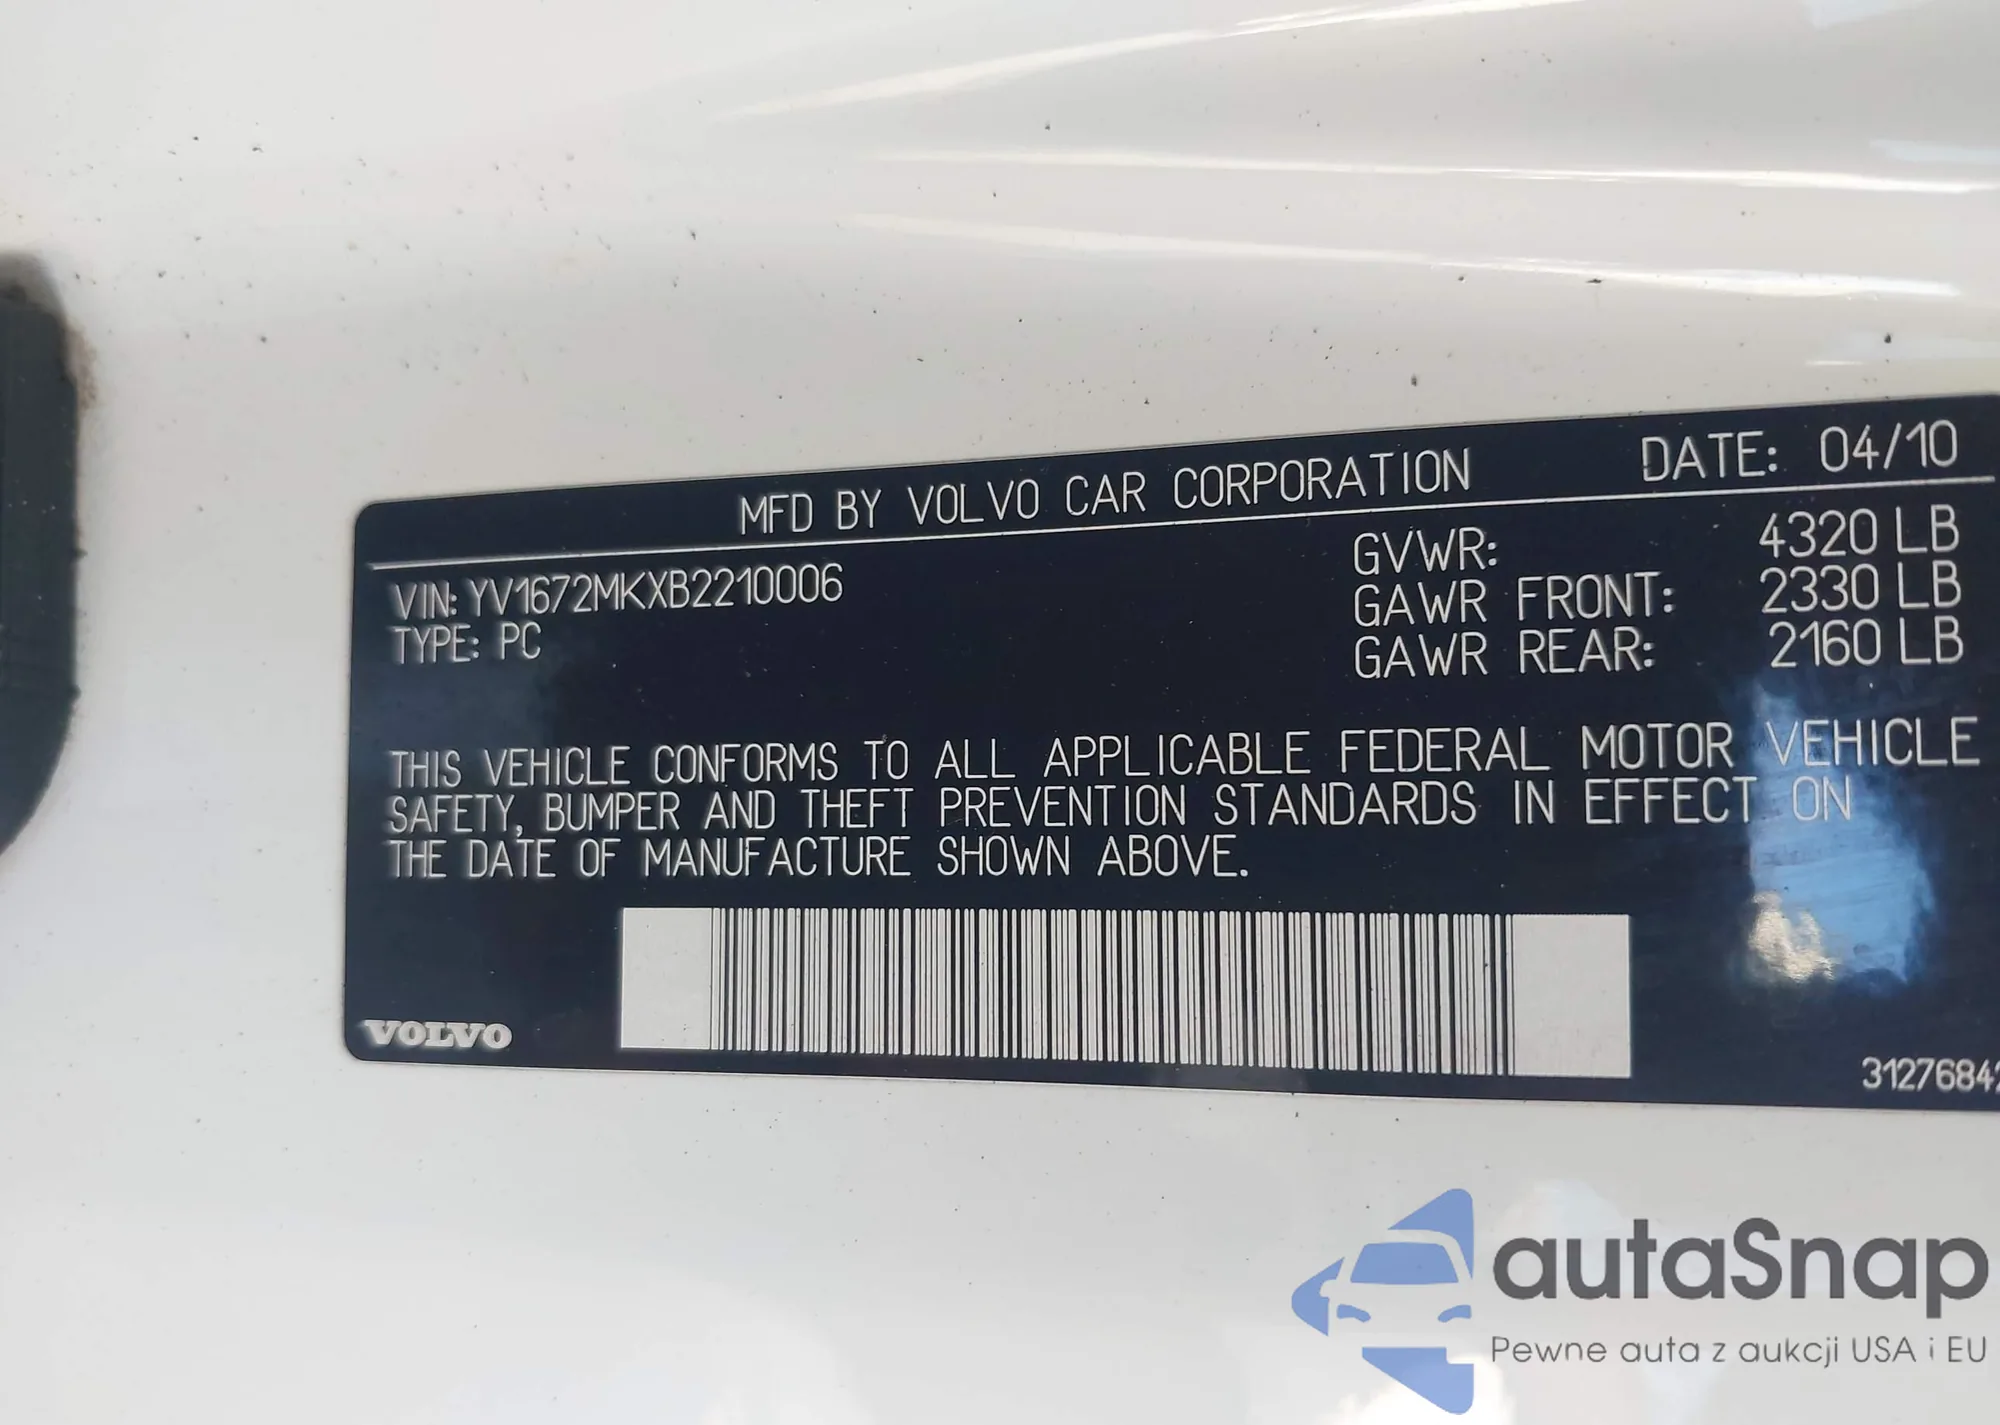 MFD BY VOLVO CAR CORPORATION DATE: 04/10
VIN: YV1672MKXB2210006
TYPE: PC
GVWR: 4320 LB
GAWR FRONT: 2330 LB
GAWR REAR: 2160 LB
THIS VEHICLE CONFORMS TO ALL APPLICABLE FEDERAL MOTOR VEHICLE
SAFETY, BUMPER AND THEFT PREVENTION STANDARDS IN EFFECT ON
THE DATE OF MANUFACTURE SHOWN ABOVE.
VOLVO
31276842
autaSnap
Pewne auta z aukcji USA i EU